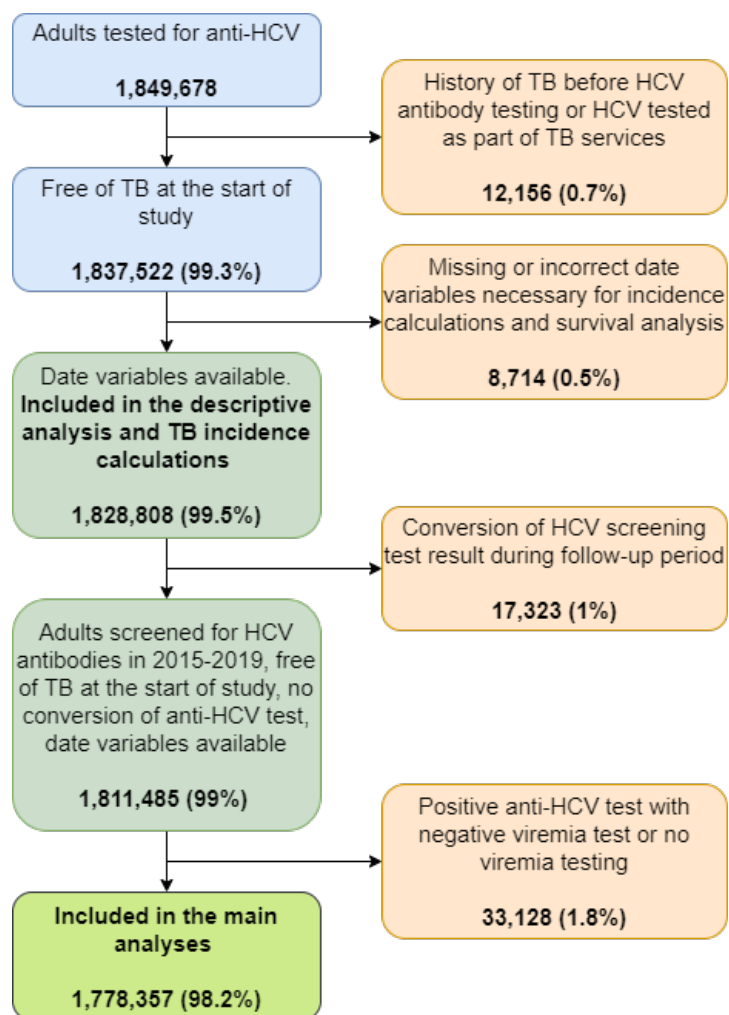 Adults tested for anti-HCV
1,849,678
History of TB before HCV
antibody testing or HCV tested
as part of TB services
12,156 (0.7%)
Free of TB at the start of
study
1,837,522 (99.3%)
Missing or incorrect date
variables necessary for incidence
calculations and survival analysis
8,714 (0.5%)
Date variables available.
Included in the descriptive
analysis and TB incidence
calculations
1,828,808 (99.5%)
Conversion of HCV screening
test result during follow-up period
17,323 (1%)
Adults screened for HCV
antibodies in 2015-2019, free
of TB at the start of study, no
conversion of anti-HCV test,
date variables available
1,811,485 (99%)
Positive anti-HCV test with
negative viremia test or no
viremia testing
33,128 (1.8%)
Included in the main
analyses
1,778,357 (98.2%)